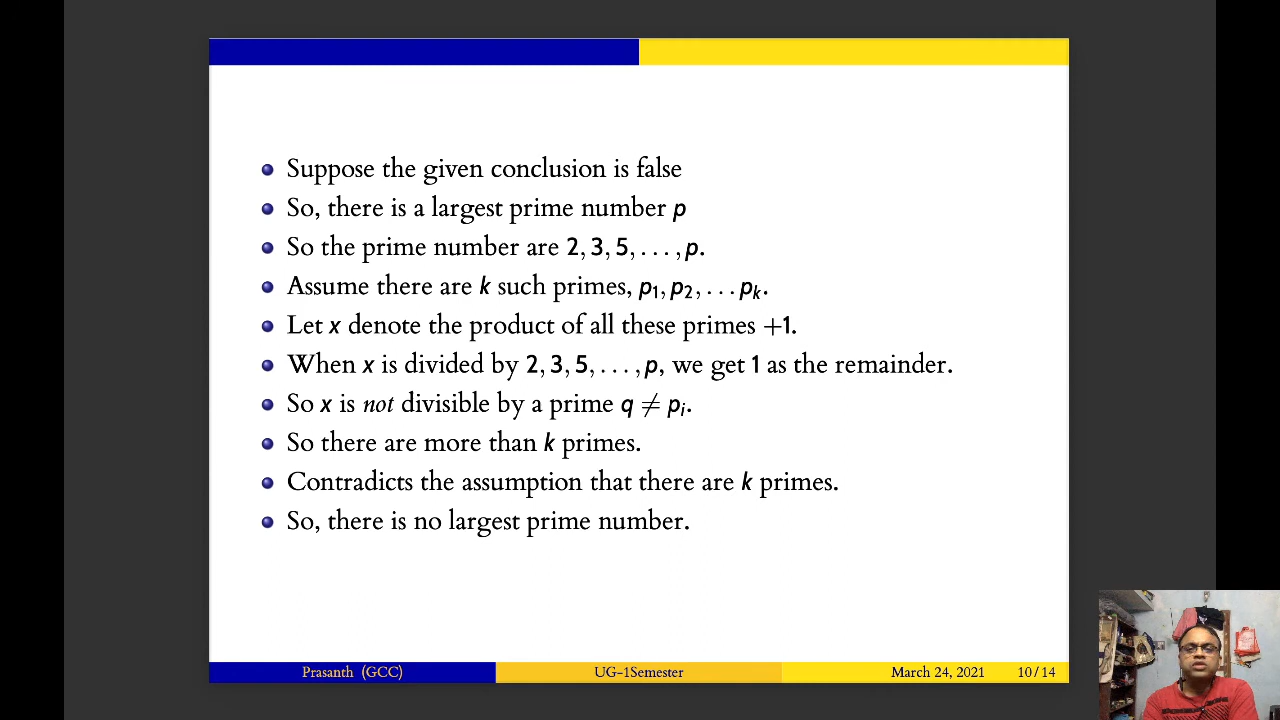 Suppose the given conclusion is false
So, there is a largest prime number p
So the prime number are 2, 3, 5, . . . , p.
Assume there are k such primes, p₁, p₂, . . . pₖ.
Let x denote the product of all these primes +1.
When x is divided by 2, 3, 5, . . . , p, we get 1 as the remainder.
So x is not divisible by a prime q ≠ pᵢ.
So there are more than k primes.
Contradicts the assumption that there are k primes.
So, there is no largest prime number.
Prasanth (GCC) UG-1Semester March 24, 2021 10 / 14